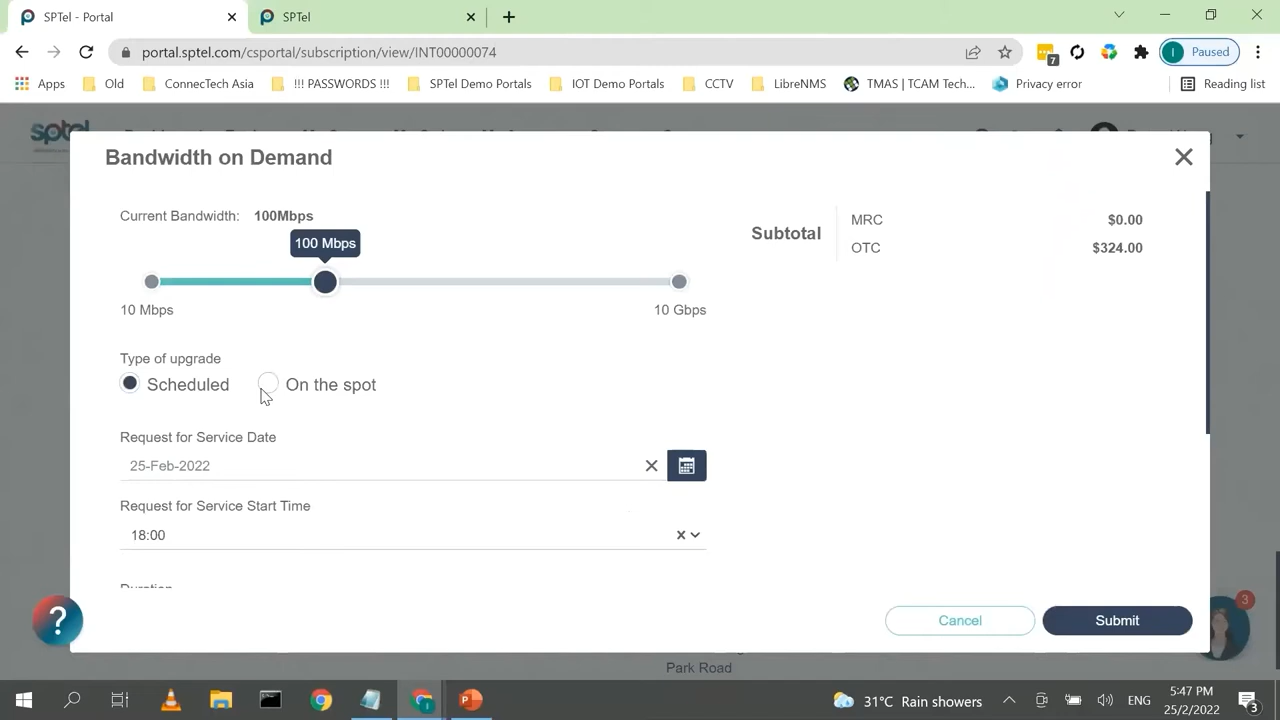 SPTel - Portal
SPTel
portal.sptel.com/csportal/subscription/view/INT00000074
7
I
Paused
Apps
Old
ConnecTech Asia
!!! PASSWORDS !!!
SPTel Demo Portals
IOT Demo Portals
CCTV
LibreNMS
TMAS | TCAM Tech...
Privacy error
Reading list
sptel
Bandwidth on Demand
Current Bandwidth: 100Mbps
100 Mbps
10 Mbps
10 Gbps
Subtotal
MRC $0.00
OTC $324.00
Type of upgrade
Scheduled
On the spot
Request for Service Date
25-Feb-2022
Request for Service Start Time
18:00
Duration
?
Cancel
Submit
3
Park Road
31°C Rain showers
ENG
5:47 PM
25/2/2022
3